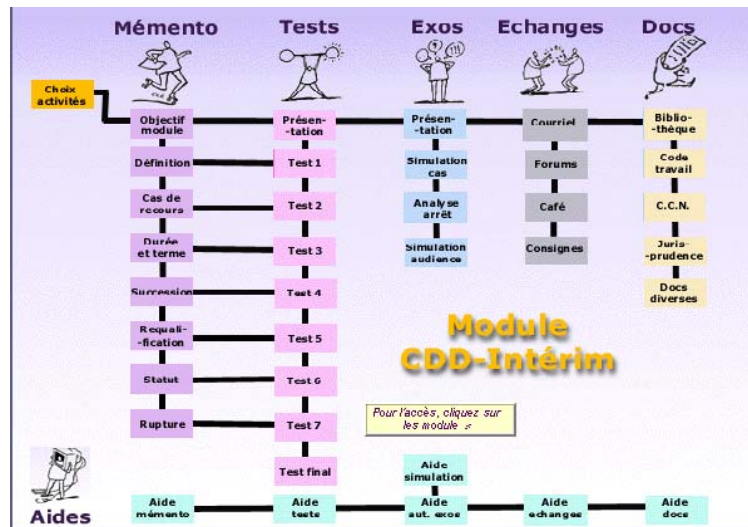 Mémento
Tests
Exos
Echanges
Docs
Choix
activités
Objectif
module
Présen-
-tation
Présen-
-tation
Courriel
Biblio-
-thèque
Définition
Test 1
Simulation
cas
Forums
Code
travail
Cas de
recours
Test 2
Analyse
arrêt
Café
C.C.N.
Durée
et terme
Test 3
Simulation
audience
Consignes
Juris-
-prudence
Succession
Test 4
Docs
diverses
Requali-
-fication
Test 5
Module
CDD-Intérim
Statut
Test 6
Rupture
Test 7
Pour l'accès, cliquez sur
les module
Test final
Aide
simulation
Aides
Aide
mémento
Aide
tests
Aide
aut. exos
Aide
echanges
Aide
docs